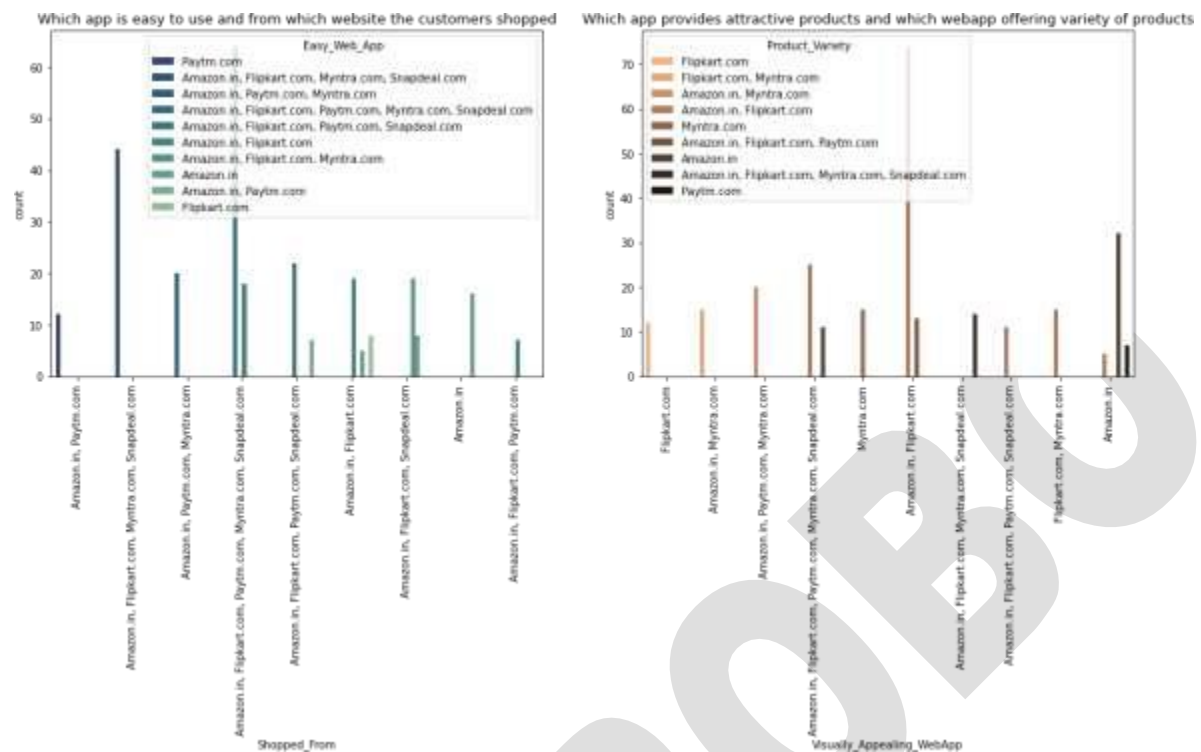 Which app is easy to use and from which website the customers shopped
Easy_Web_App
Paytm.com
Amazon.in, Flipkart.com, Myntra.com, Snapdeal.com
Amazon.in, Paytm.com, Myntra.com
Amazon.in, Flipkart.com, Paytm.com, Myntra.com, Snapdeal.com
Amazon.in, Flipkart.com, Paytm.com, Snapdeal.com
Amazon.in, Flipkart.com
Amazon.in, Flipkart.com, Myntra.com
Amazon.in
Amazon.in, Paytm.com
Flipkart.com
count
60
50
40
30
20
10
0
Amazon.in, Paytm.com
Amazon.in, Flipkart.com, Myntra.com, Snapdeal.com
Amazon.in, Paytm.com, Myntra.com
Amazon.in, Flipkart.com, Paytm.com, Myntra.com, Snapdeal.com
Amazon.in, Flipkart.com, Paytm.com, Snapdeal.com
Amazon.in, Flipkart.com
Amazon.in, Flipkart.com, Snapdeal.com
Amazon.in
Amazon.in, Flipkart.com, Paytm.com
Shopped_From
Which app provides attractive products and which webapp offering variety of products
Product_Variety
Flipkart.com
Flipkart.com, Myntra.com
Amazon.in, Myntra.com
Amazon.in, Flipkart.com
Myntra.com
Amazon.in, Flipkart.com, Paytm.com
Amazon.in
Amazon.in, Flipkart.com, Myntra.com, Snapdeal.com
Paytm.com
count
70
60
50
40
30
20
10
0
Flipkart.com
Amazon.in, Myntra.com
Amazon.in, Paytm.com, Myntra.com
Amazon.in, Flipkart.com, Paytm.com, Myntra.com, Snapdeal.com
Myntra.com
Amazon.in, Flipkart.com
Amazon.in, Flipkart.com, Myntra.com, Snapdeal.com
Amazon.in, Flipkart.com, Paytm.com, Snapdeal.com
Flipkart.com, Myntra.com
Amazon.in
Visually_Appealing_WebApp